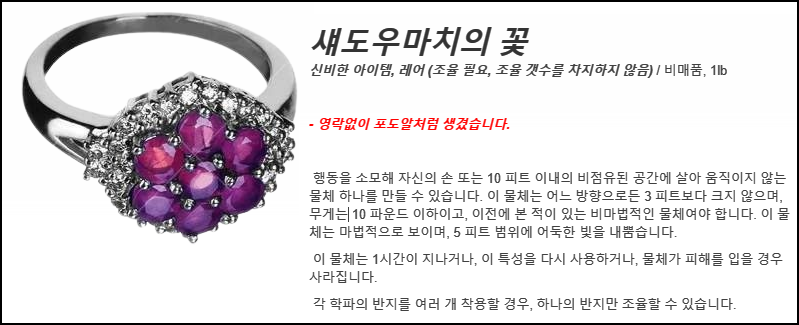 섀도우마치의 꽃
신비한 아이템, 레어 (조율 필요, 조율 갯수를 차지하지 않음) / 비매품, 1lb
- 영락없이 포도알처럼 생겼습니다.
행동을 소모해 자신의 손 또는 10 피트 이내의 비점유된 공간에 살아 움직이지 않는
물체 하나를 만들 수 있습니다. 이 물체는 어느 방향으로든 3 피트보다 크지 않으며,
무게는 10 파운드 이하이고, 이전에 본 적이 있는 비마법적인 물체여야 합니다. 이 물
체는 마법적으로 보이며, 5 피트 범위에 어둑한 빛을 내뿜습니다.
이 물체는 1시간이 지나거나, 이 특성을 다시 사용하거나, 물체가 피해를 입을 경우
사라집니다.
각 학파의 반지를 여러 개 착용할 경우, 하나의 반지만 조율할 수 있습니다.